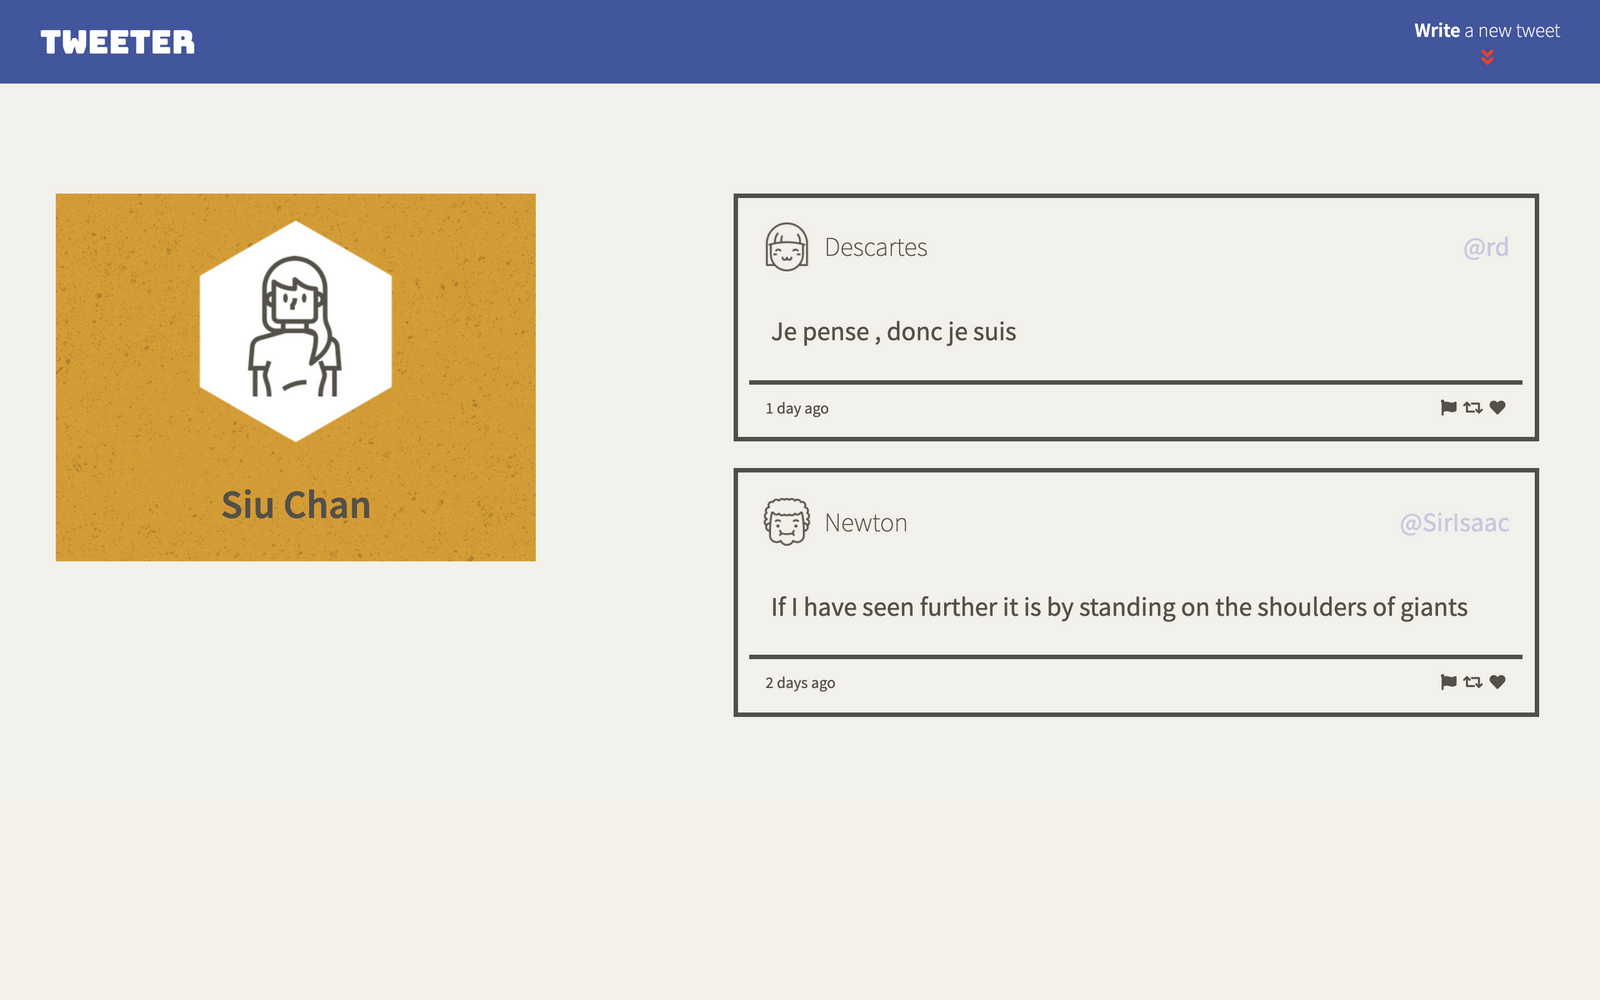 TWEETER
Write a new tweet
Siu Chan
Descartes
@rd
Je pense , donc je suis
1 day ago
Newton
@SirIsaac
If I have seen further it is by standing on the shoulders of giants
2 days ago